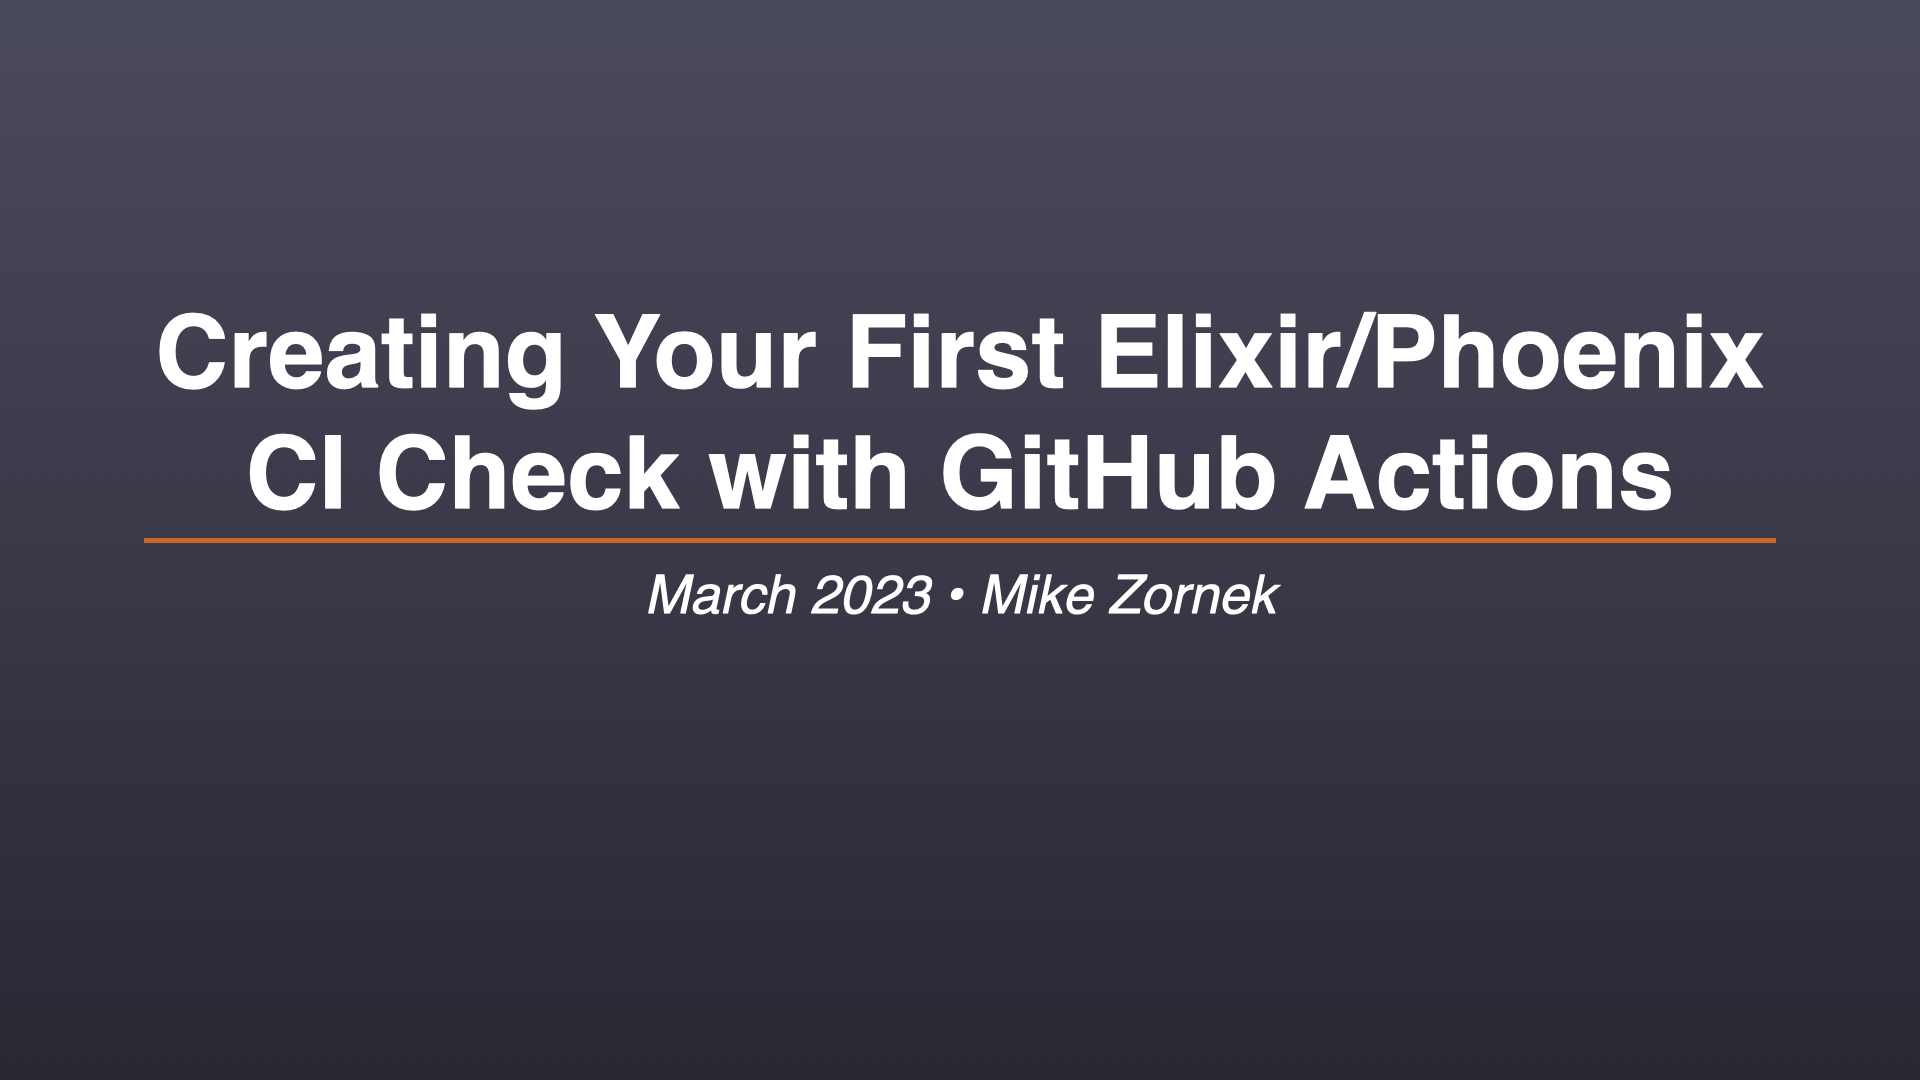 Creating Your First Elixir/Phoenix
CI Check with GitHub Actions
March 2023 • Mike Zornek